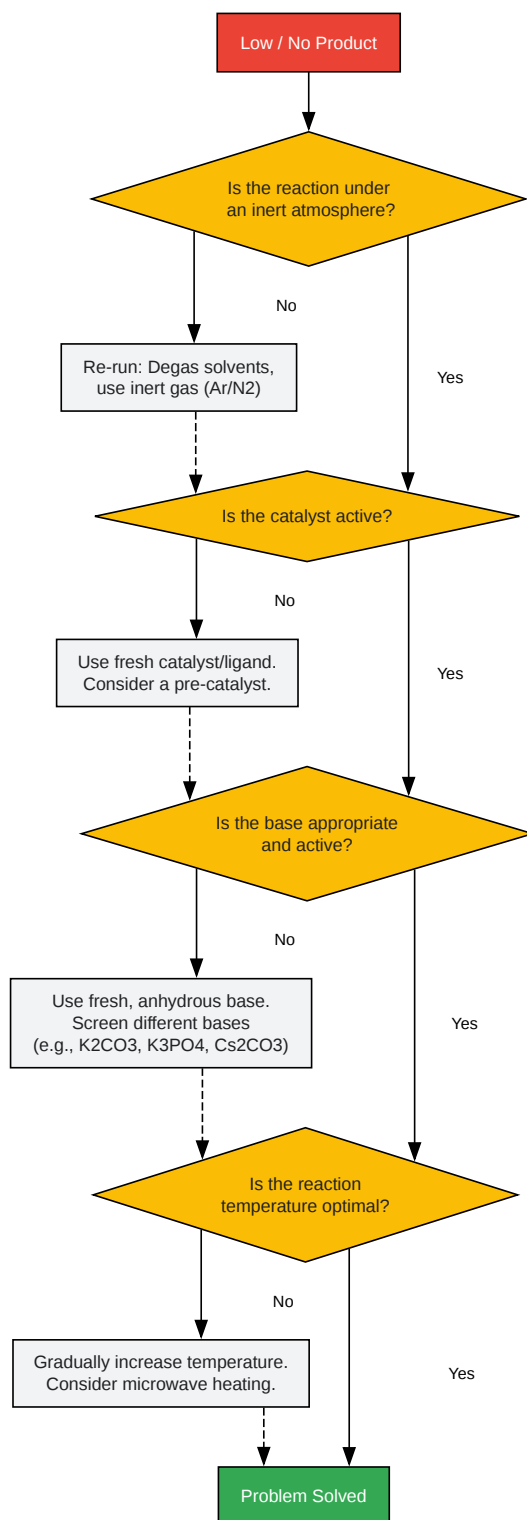 Low / No Product
Is the reaction under
an inert atmosphere?
No
Re-run: Degas solvents,
use inert gas (Ar/N2)
Yes
Is the catalyst active?
No
Use fresh catalyst/ligand.
Consider a pre-catalyst.
Yes
Is the base appropriate
and active?
No
Use fresh, anhydrous base.
Screen different bases
(e.g., K2CO3, K3PO4, Cs2CO3)
Yes
Is the reaction
temperature optimal?
No
Gradually increase temperature.
Consider microwave heating.
Yes
Problem Solved